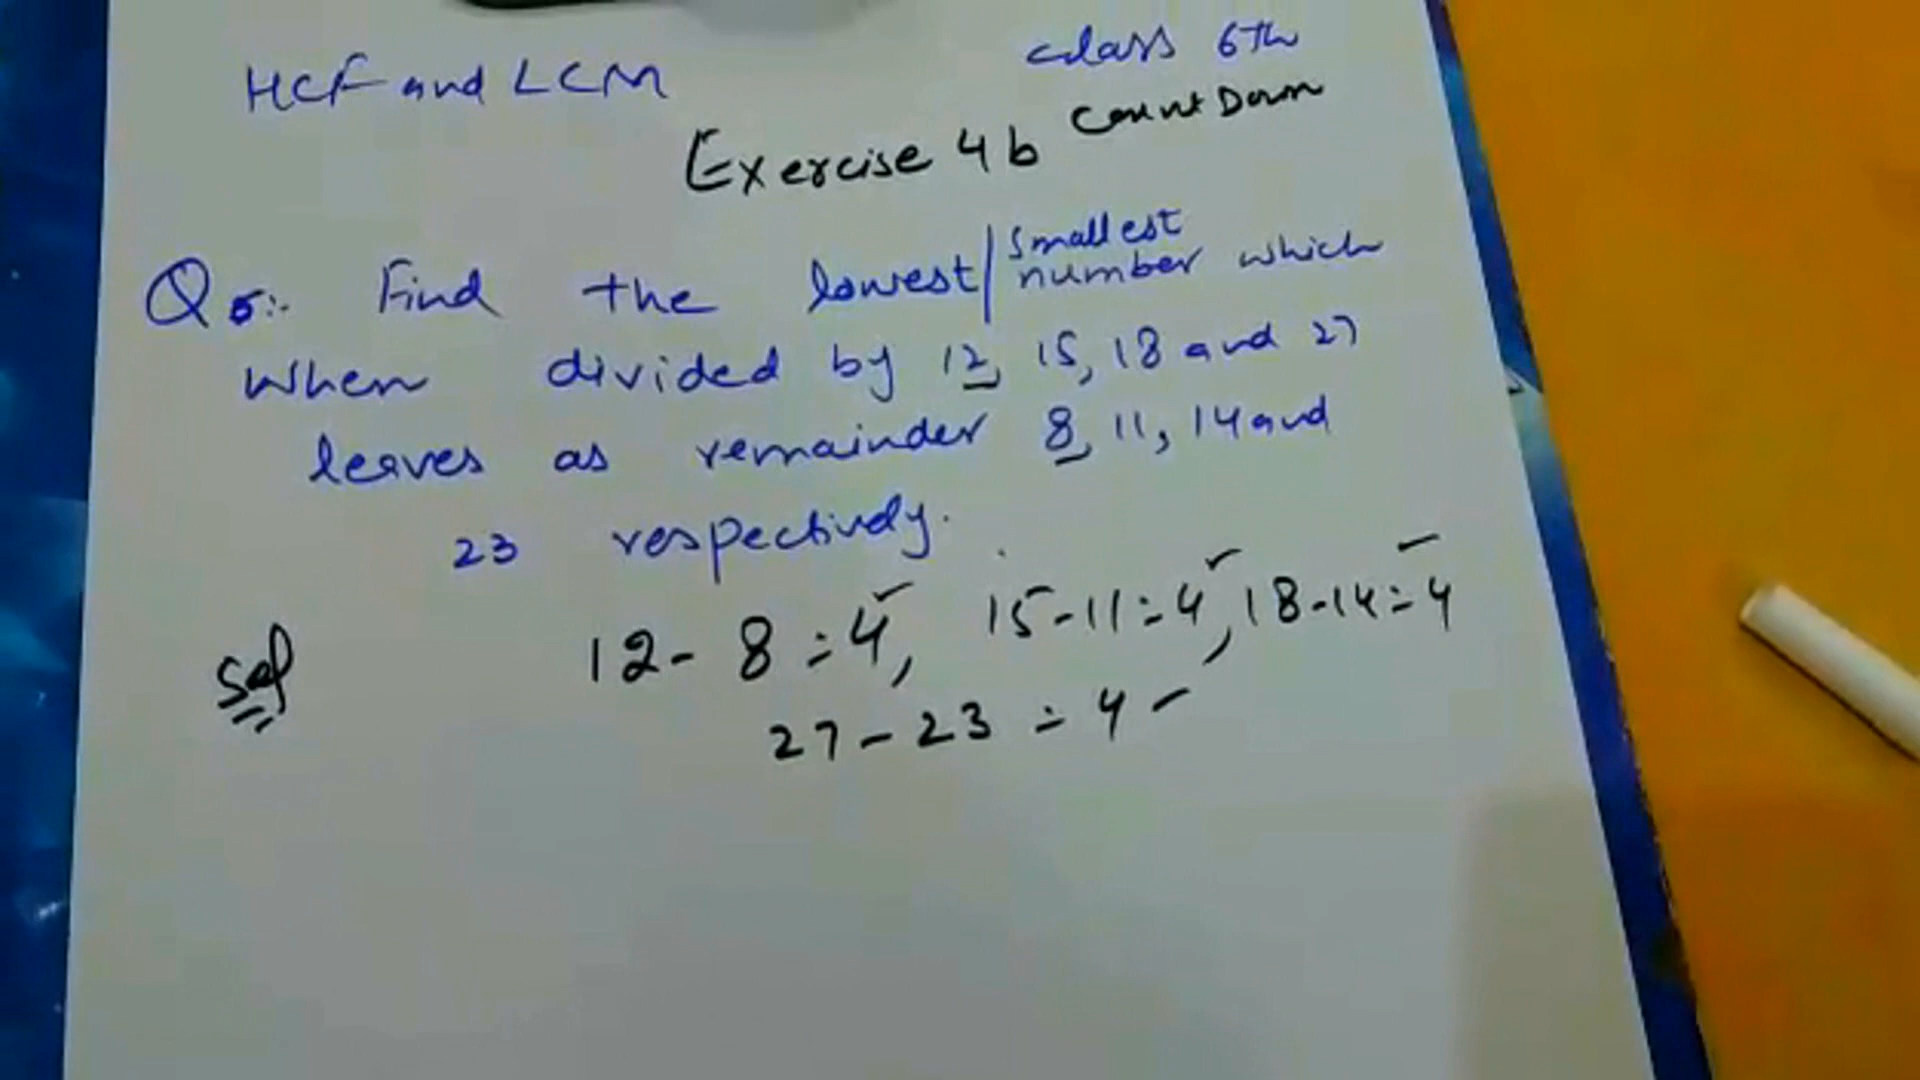 HCF and LCM
class 6th
Count Down
Exercise 4b
Q5:- Find the lowest/smallest number which
When divided by 12, 15, 18 and 27
leaves as remainder 8, 11, 14 and
23 respectively.
Sol 12 - 8 = 4, 15 - 11 = 4, 18 - 14 = 4
27 - 23 = 4